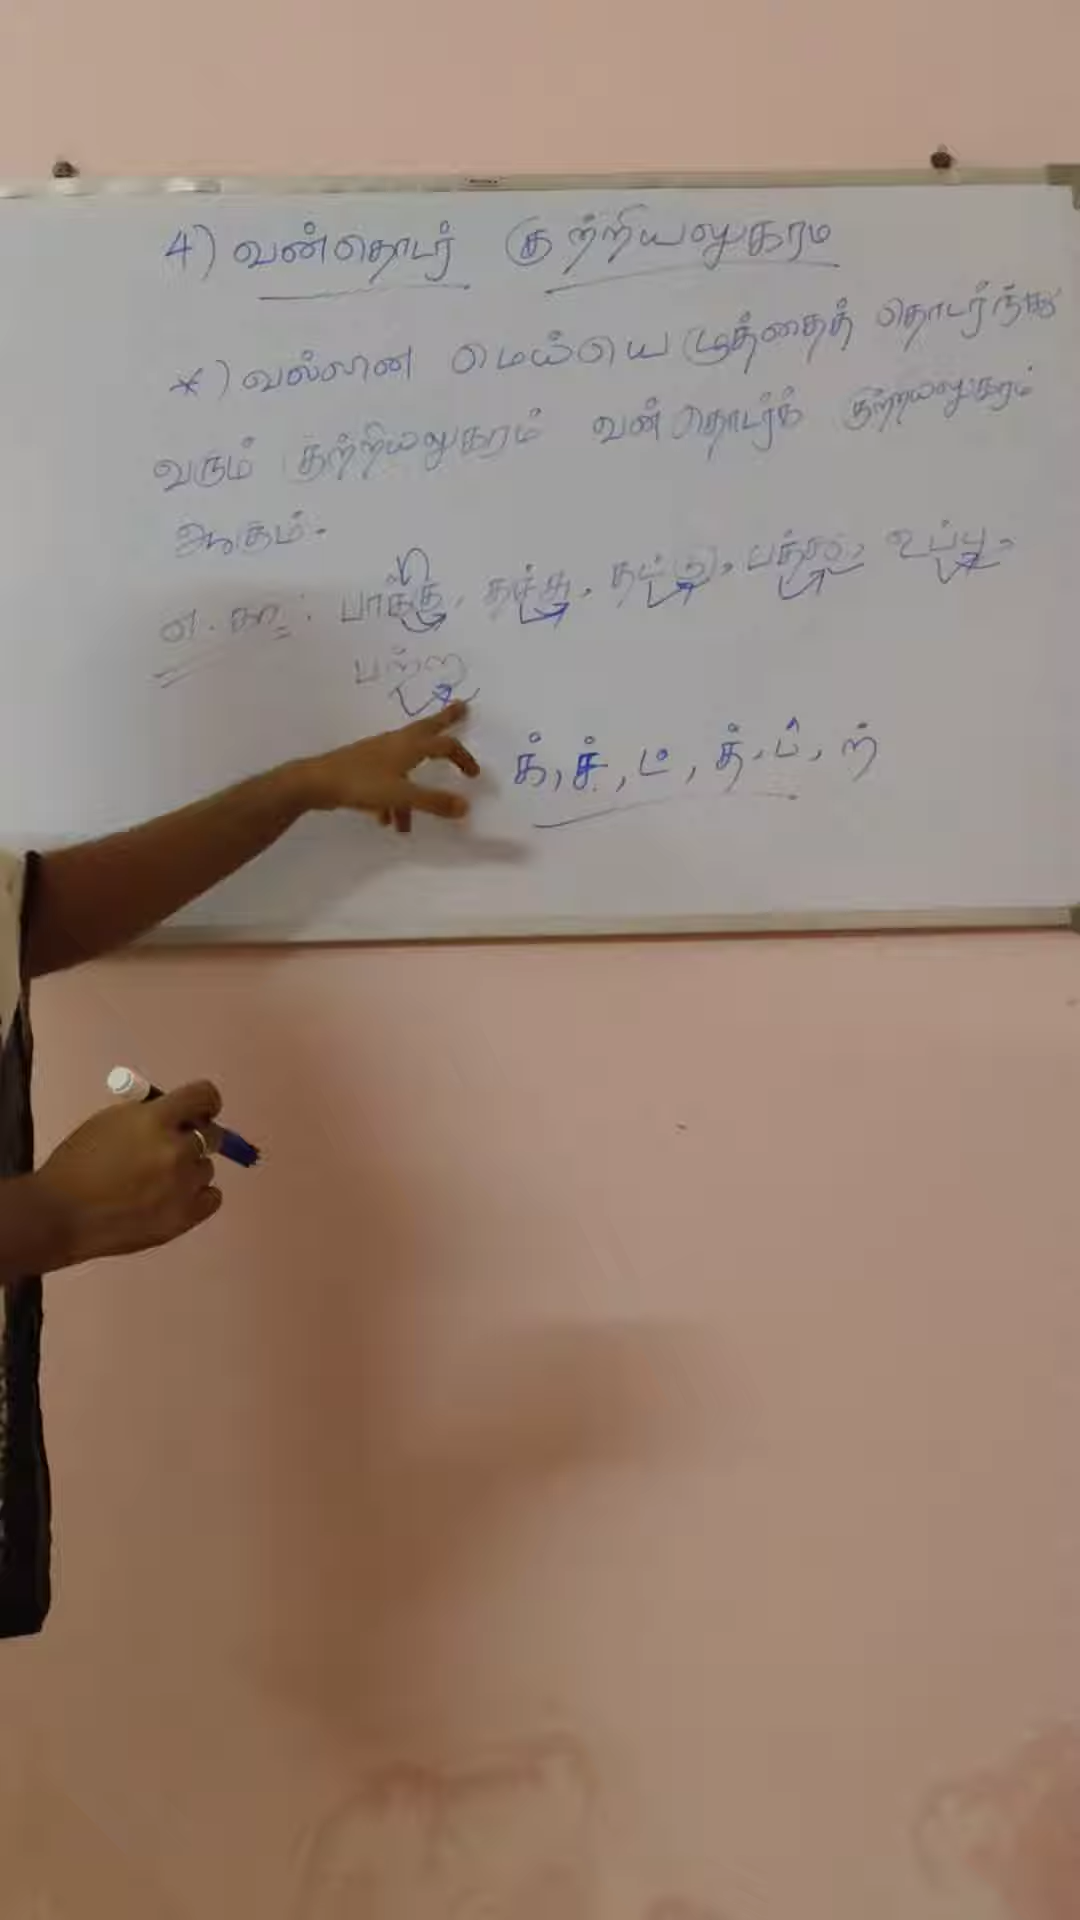 4) வன்தொடர் குற்றியலுகரம
*) வல்லின மெய்யெழுத்தைத் தொடர்ந்து
வரும் குற்றியலுகரம் வன்தொடர்க் குற்றியலுகரம்
ஆகும்.
எ.கா : பாக்கு, தச்சு, தட்டு, பத்து, உப்பு,
பற்று
க், ச், ட், த், ப், ற்